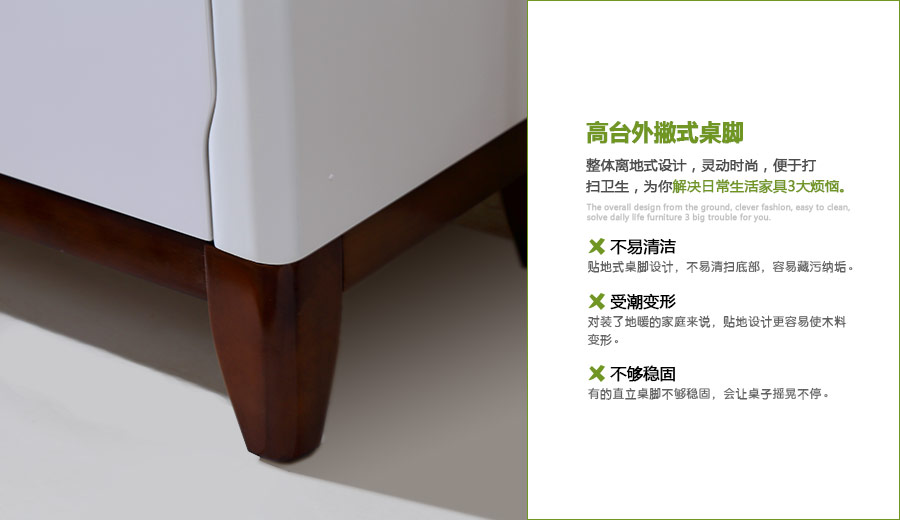 高台外撇式桌脚
整体离地式设计，灵动时尚，便于打
扫卫生，为你解决日常生活家具3大烦恼。
The overall design from the ground, clever fashion, easy to clean,
solve daily life furniture 3 big trouble for you.
不易清洁
贴地式桌脚设计，不易清扫底部，容易藏污纳垢。
受潮变形
对装了地暖的家庭来说，贴地设计更容易使木料
变形。
不够稳固
有的直立桌脚不够稳固，会让桌子摇晃不停。